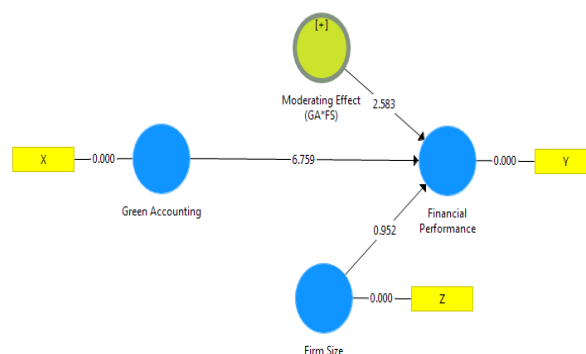 [+]
Moderating Effect
(GA*FS)
2.583
X
0.000
6.759
0.000
Y
Green Accounting
Financial
Performance
0.952
0.000
Z
Firm Size